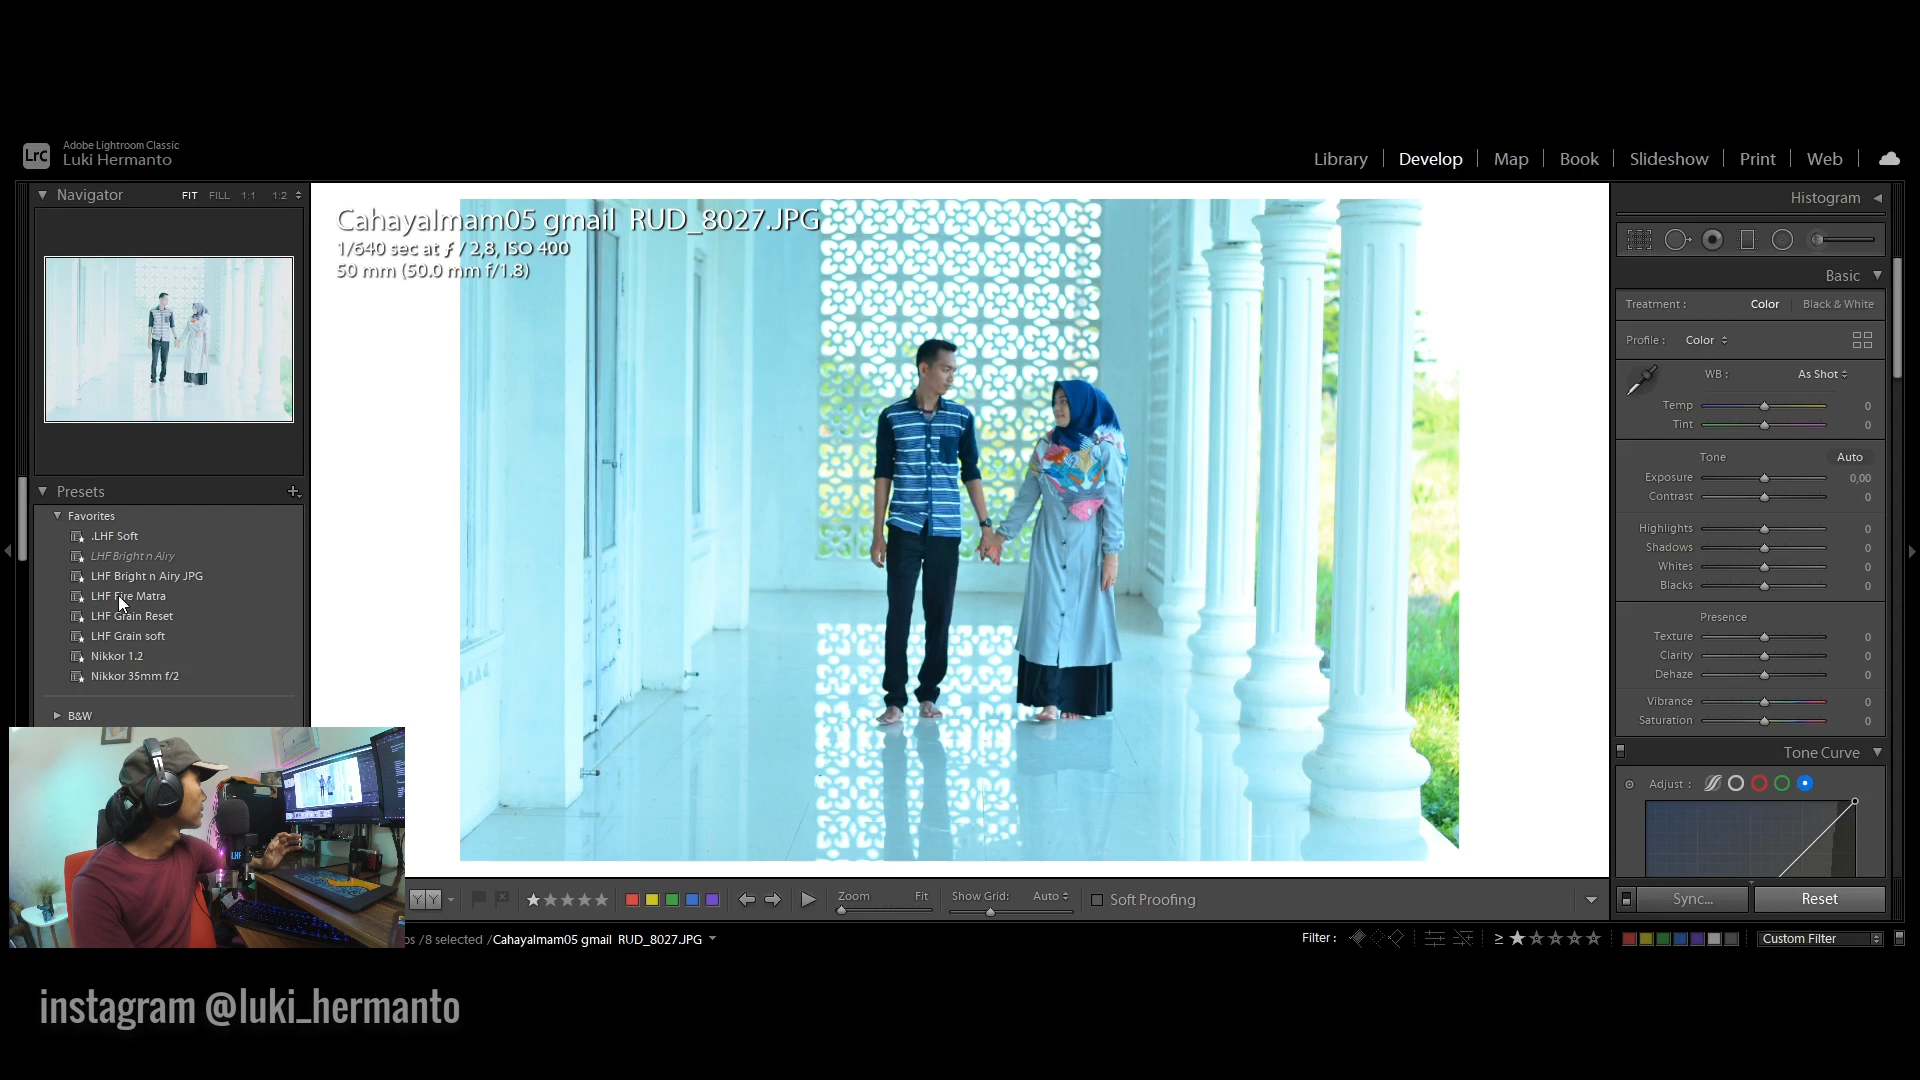 Lrc
Adobe Lightroom Classic
Luki Hermanto
Library
Develop
Map
Book
Slideshow
Print
Web
Navigator
FIT
FILL
1:1
1:2
Presets
Favorites
.LHF Soft
LHF Bright n Airy
LHF Bright n Airy JPG
LHF Fire Matra
LHF Grain Reset
LHF Grain soft
Nikkor 1.2
Nikkor 35mm f/2
B&W
CahayaImam05 gmail RUD_8027.JPG
1/640 sec at ƒ / 2,8, ISO 400
50 mm (50.0 mm f/1.8)
Histogram
Basic
Treatment :
Color
Black & White
Profile :
Color
WB :
As Shot
Temp
0
Tint
0
Tone
Auto
Exposure
0,00
Contrast
0
Highlights
0
Shadows
0
Whites
0
Blacks
0
Presence
Texture
0
Clarity
0
Dehaze
0
Vibrance
0
Saturation
0
Tone Curve
Adjust :
Sync...
Reset
LHF
YY
Zoom
Fit
Show Grid:
Auto
Soft Proofing
/8 selected /CahayaImam05 gmail RUD_8027.JPG
Filter :
≥
Custom Filter
instagram @luki_hermanto